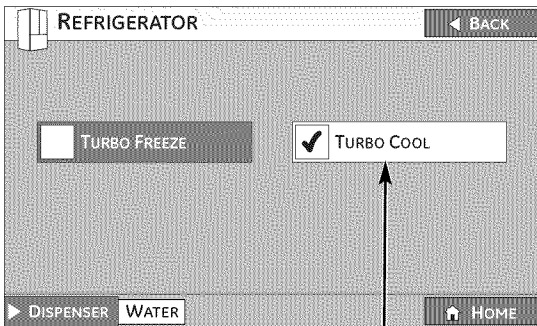 REFRIGERATOR
BACK
TURBO FREEZE
TURBO COOL
DISPENSER WATER
HOME